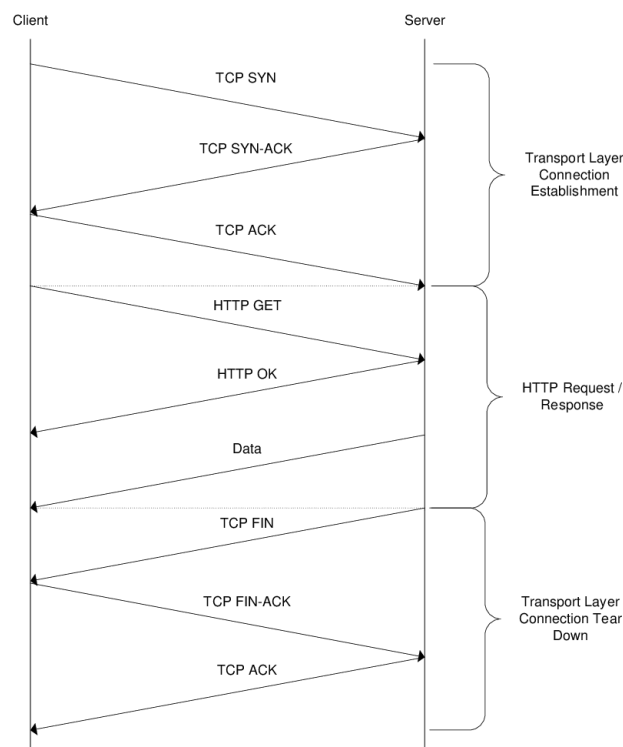 Client
Server
TCP SYN
TCP SYN-ACK
Transport Layer
Connection
Establishment
TCP ACK
HTTP GET
HTTP OK
HTTP Request /
Response
Data
TCP FIN
TCP FIN-ACK
Transport Layer
Connection Tear
Down
TCP ACK